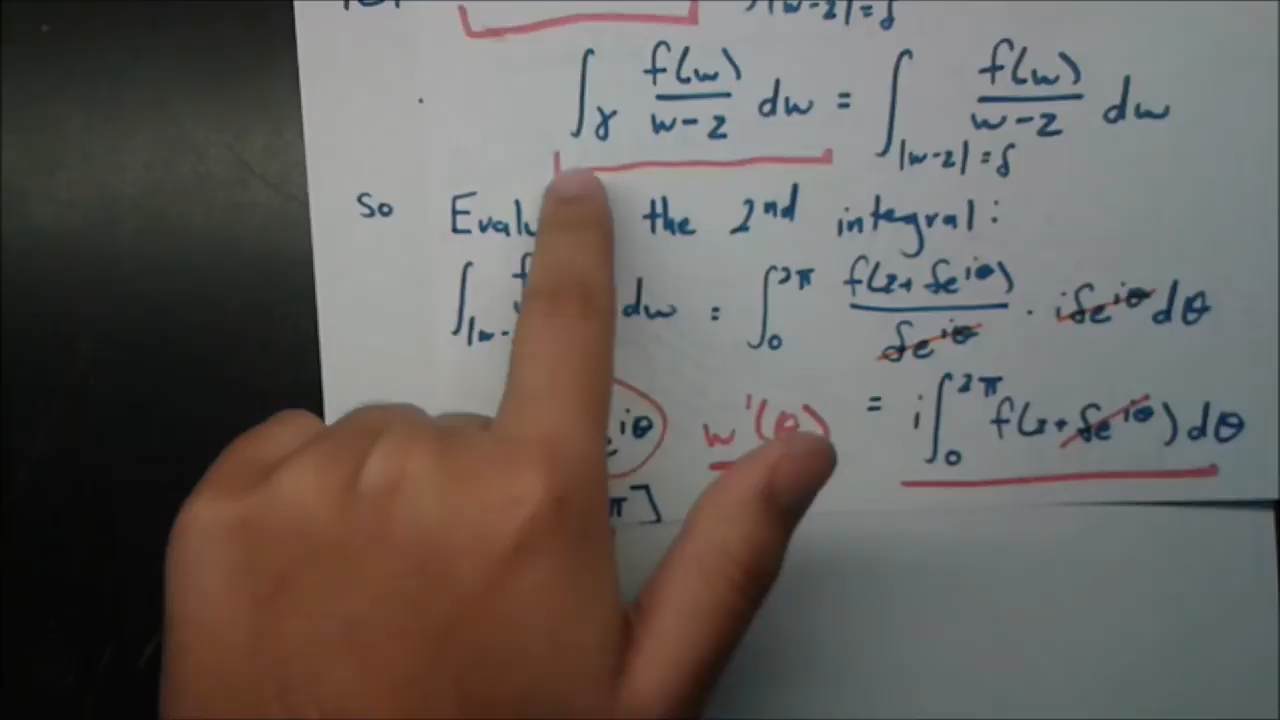 |w-z|=δ
∫γ f(w)/(w-z) dw = ∫|w-z|=δ f(w)/(w-z) dw
So the 2nd integral:
dw = ∫₀^2π f(z+δe^iθ)/(δe^iθ) · iδe^iθ dθ
e^iθ w'(θ) = i∫₀^2π f(z+δe^iθ)dθ
π]